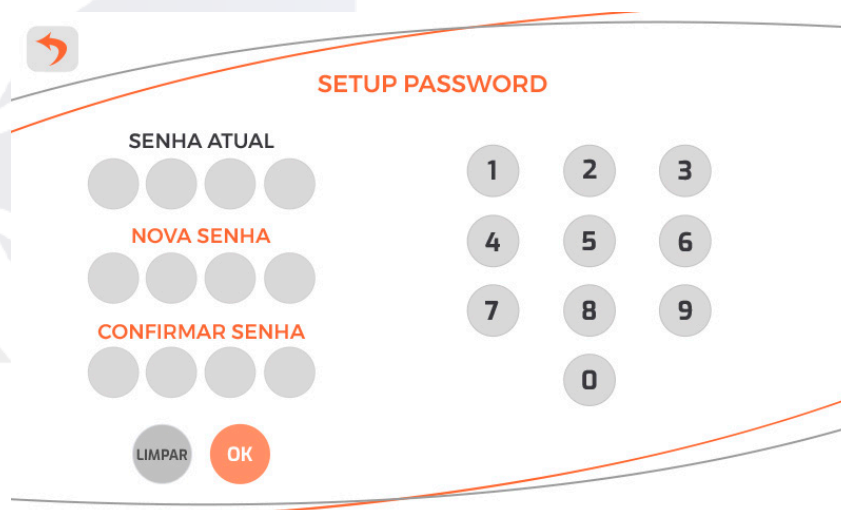 SETUP PASSWORD
SENHA ATUAL
NOVA SENHA
CONFIRMAR SENHA
LIMPAR OK
1 2 3
4 5 6
7 8 9
0